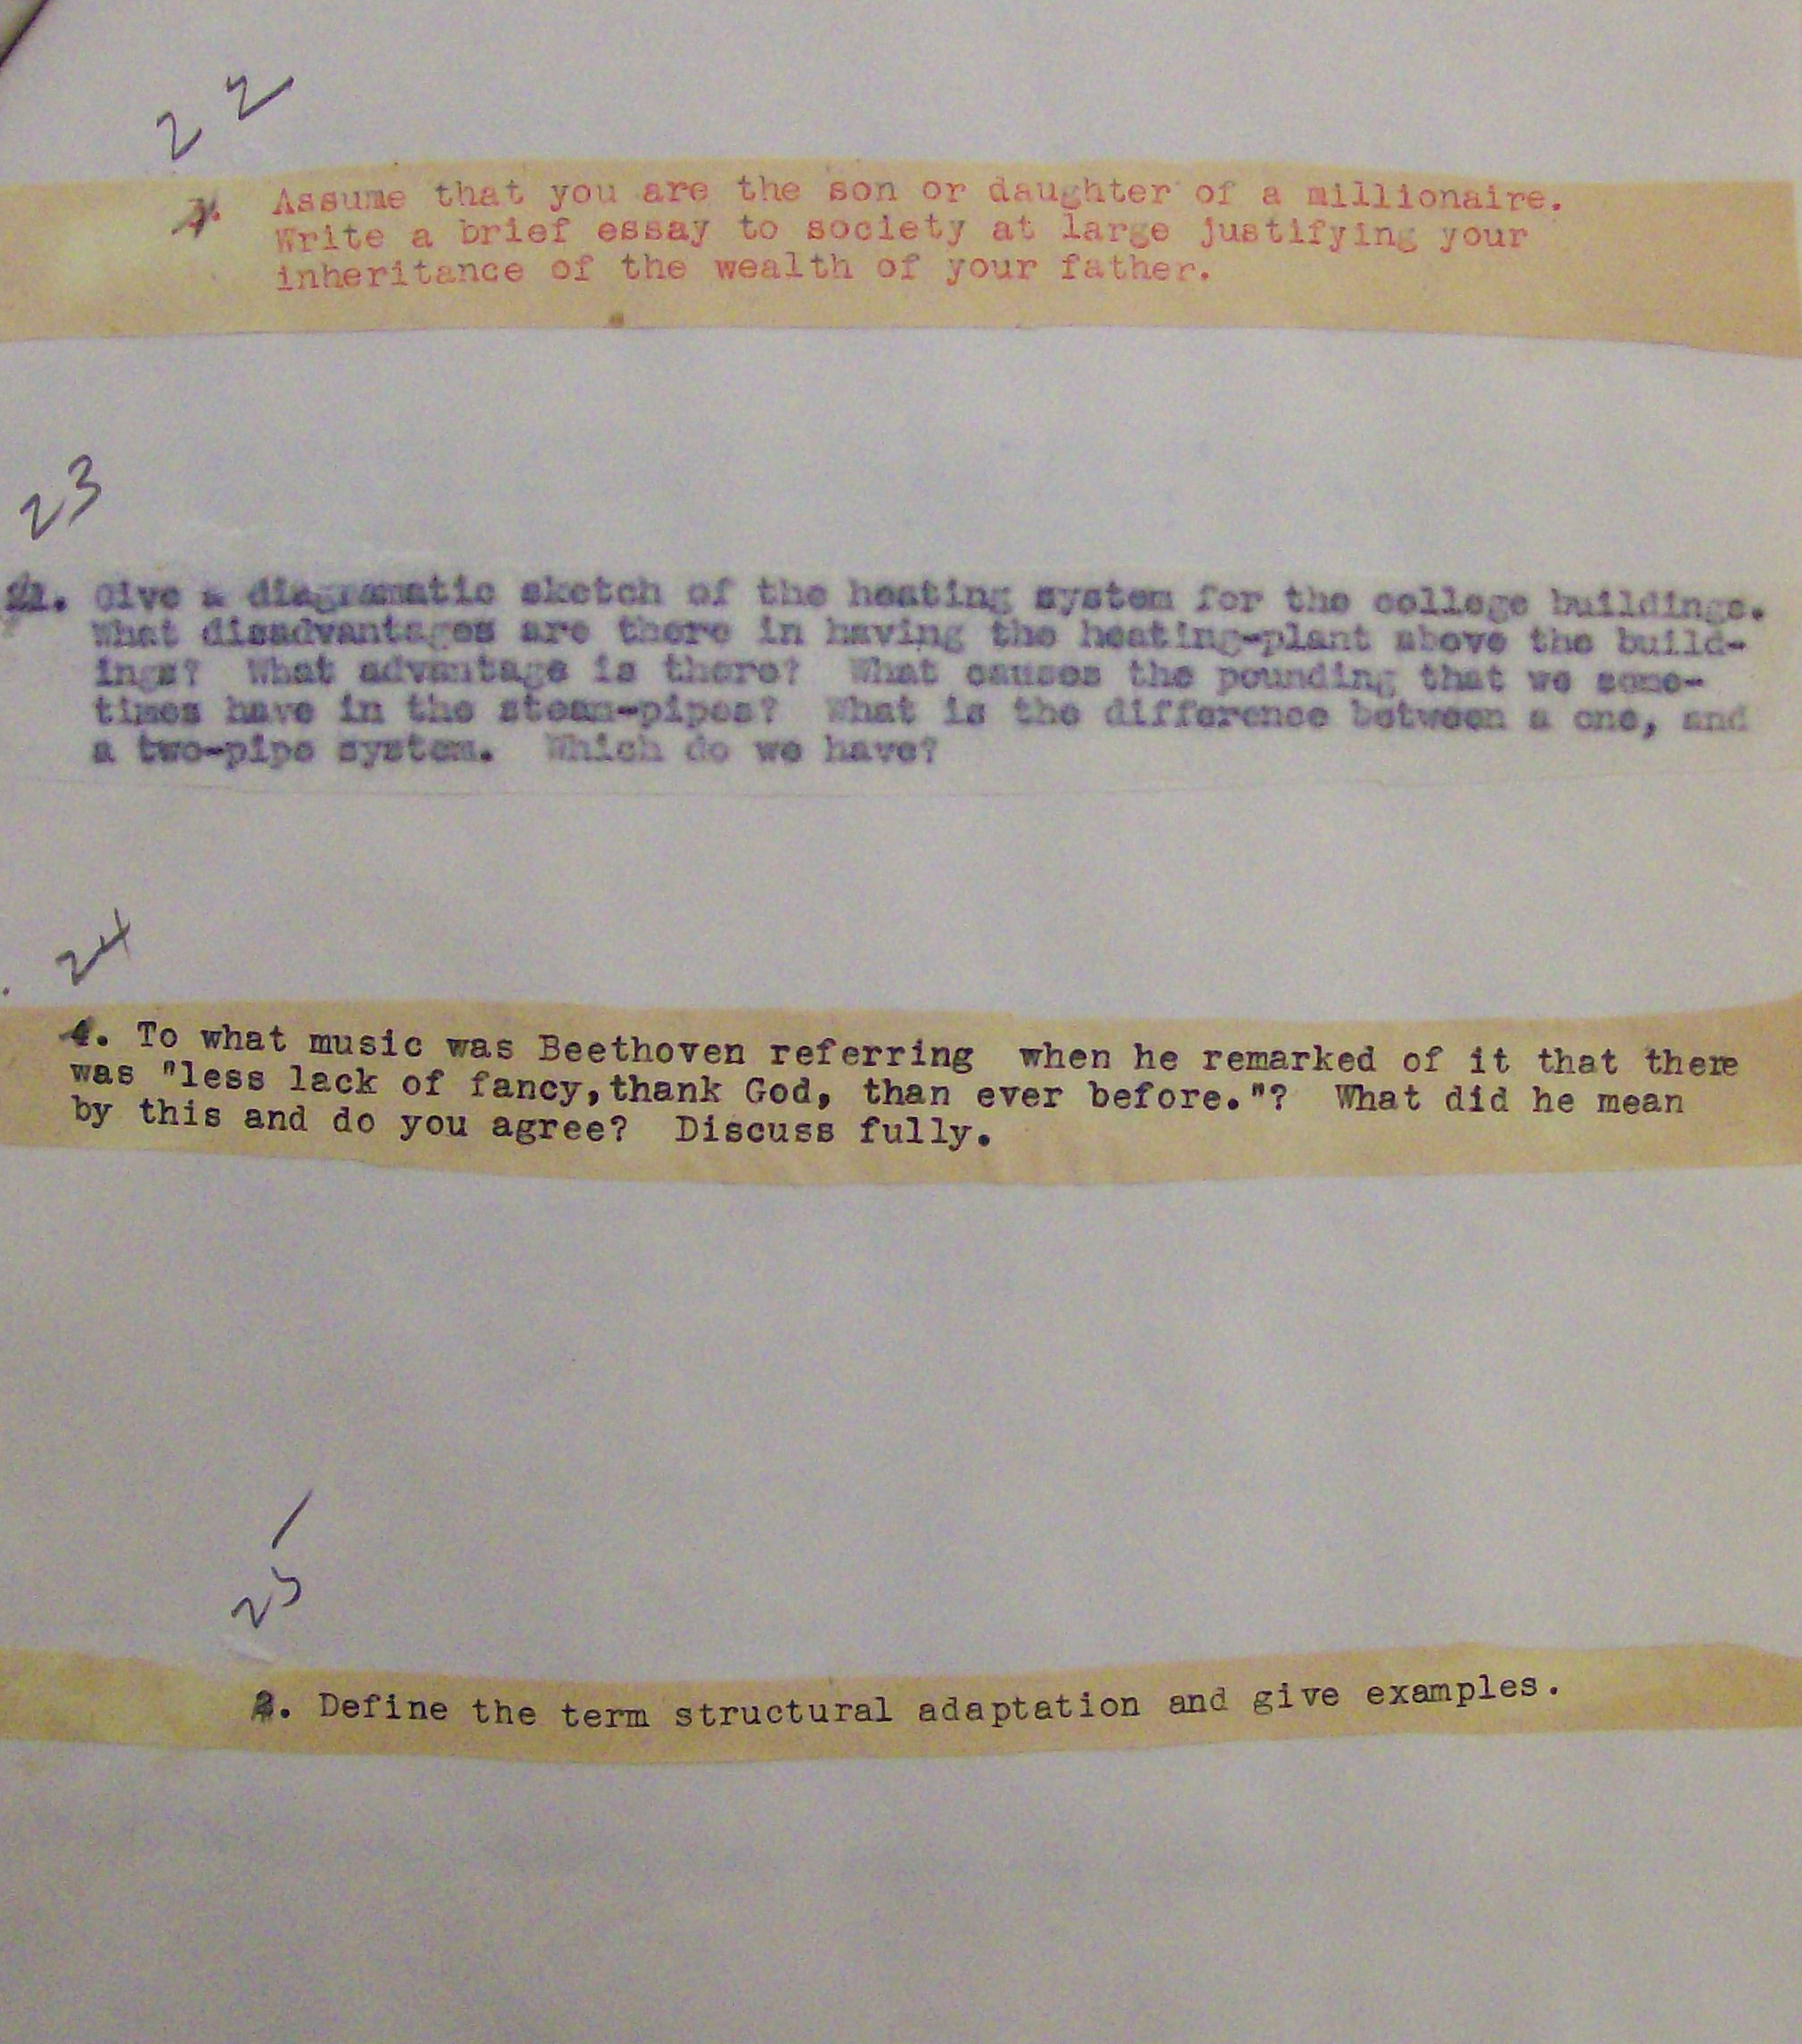 22
Assume that you are the son or daughter of a millionaire.
Write a brief essay to society at large justifying your
inheritance of the wealth of your father.
23
Give a diagramatic sketch of the heating system for the college buildings.
What disadvantages are there in having the heating-plant above the build-
ings? What advantage is there? What causes the pounding that we some-
times have in the steam-pipes? What is the difference between a one, and
a two-pipe system. Which do we have?
24
4. To what music was Beethoven referring when he remarked of it that there
was "less lack of fancy, thank God, than ever before."? What did he mean
by this and do you agree? Discuss fully.
25
Define the term structural adaptation and give examples.